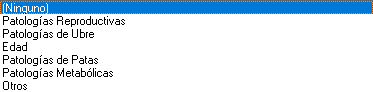 (Ninguno)
Patologías Reproductivas
Patologías de Ubre
Edad
Patologías de Patas
Patologías Metabólicas
Otros